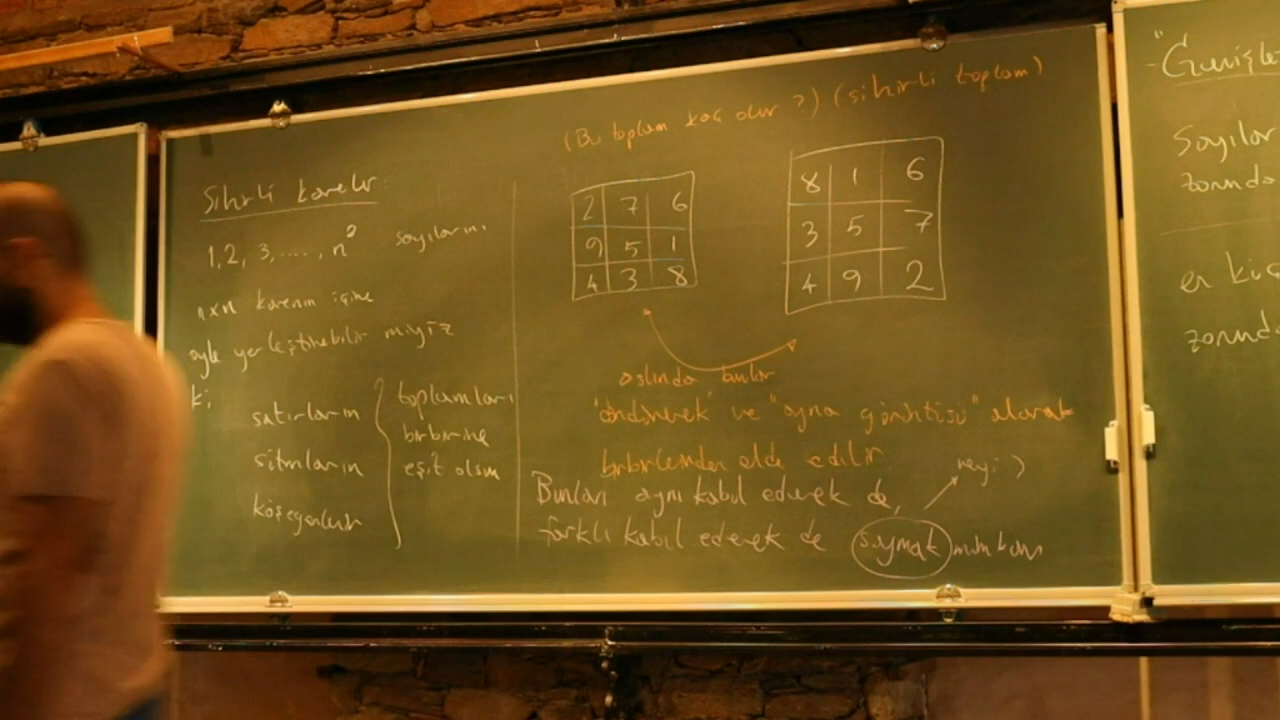 Sihirli kareler:
1, 2, 3, ...., n² sayılarını
nxn karenin içine
öyle yerleştirebilir miyiz
ki
satırların
sütunların
köşegenlerin
toplamları
birbirine
eşit olsun
(Bu toplam kaç olur?) (sihirli toplam)
2 7 6
9 5 1
4 3 8
8 1 6
3 5 7
4 9 2
aslında bunlar
"döndürerek" ve "ayna görüntüsü" alarak
birbirlerinden elde edilir
Bunları aynı kabul ederek de,
neyi?
farklı kabul ederek de saymak mümkün
"Genişle
Sayılar
zorunda
en küç
zorunda